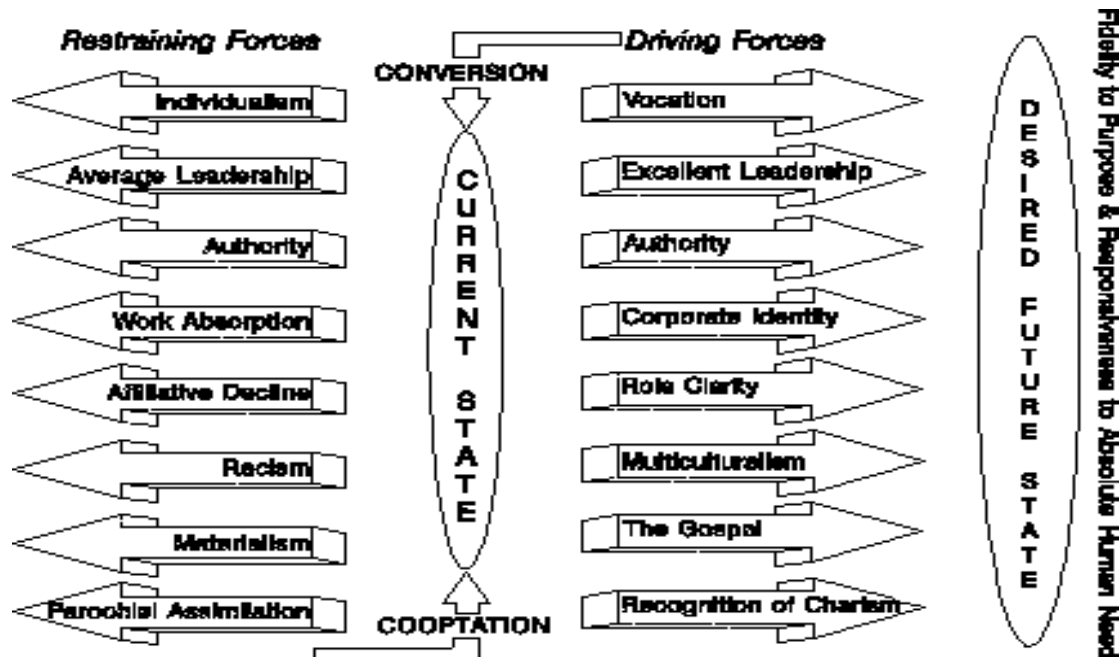 Restraining Forces
Driving Forces
CONVERSION
Individualism
Vocation
Average Leadership
Excellent Leadership
Authority
Authority
Work Absorption
Corporate Identity
Affiliative Decline
Role Clarity
Racism
Multiculturalism
Materialism
The Gospel
Parochial Assimilation
Recognition of Charism
COOPTATION
CURRENT STATE
DESIRED FUTURE STATE
Fidelity to Purpose & Responsiveness to Absolute Human Need